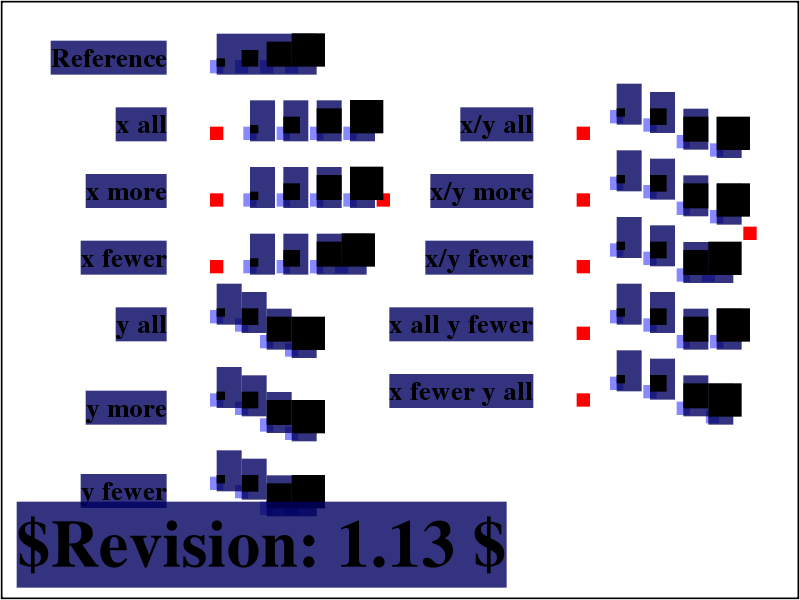 Reference
x all
x/y all
x more
x/y more
x fewer
x/y fewer
y all
x all y fewer
y more
x fewer y all
y fewer
$Revision: 1.13 $